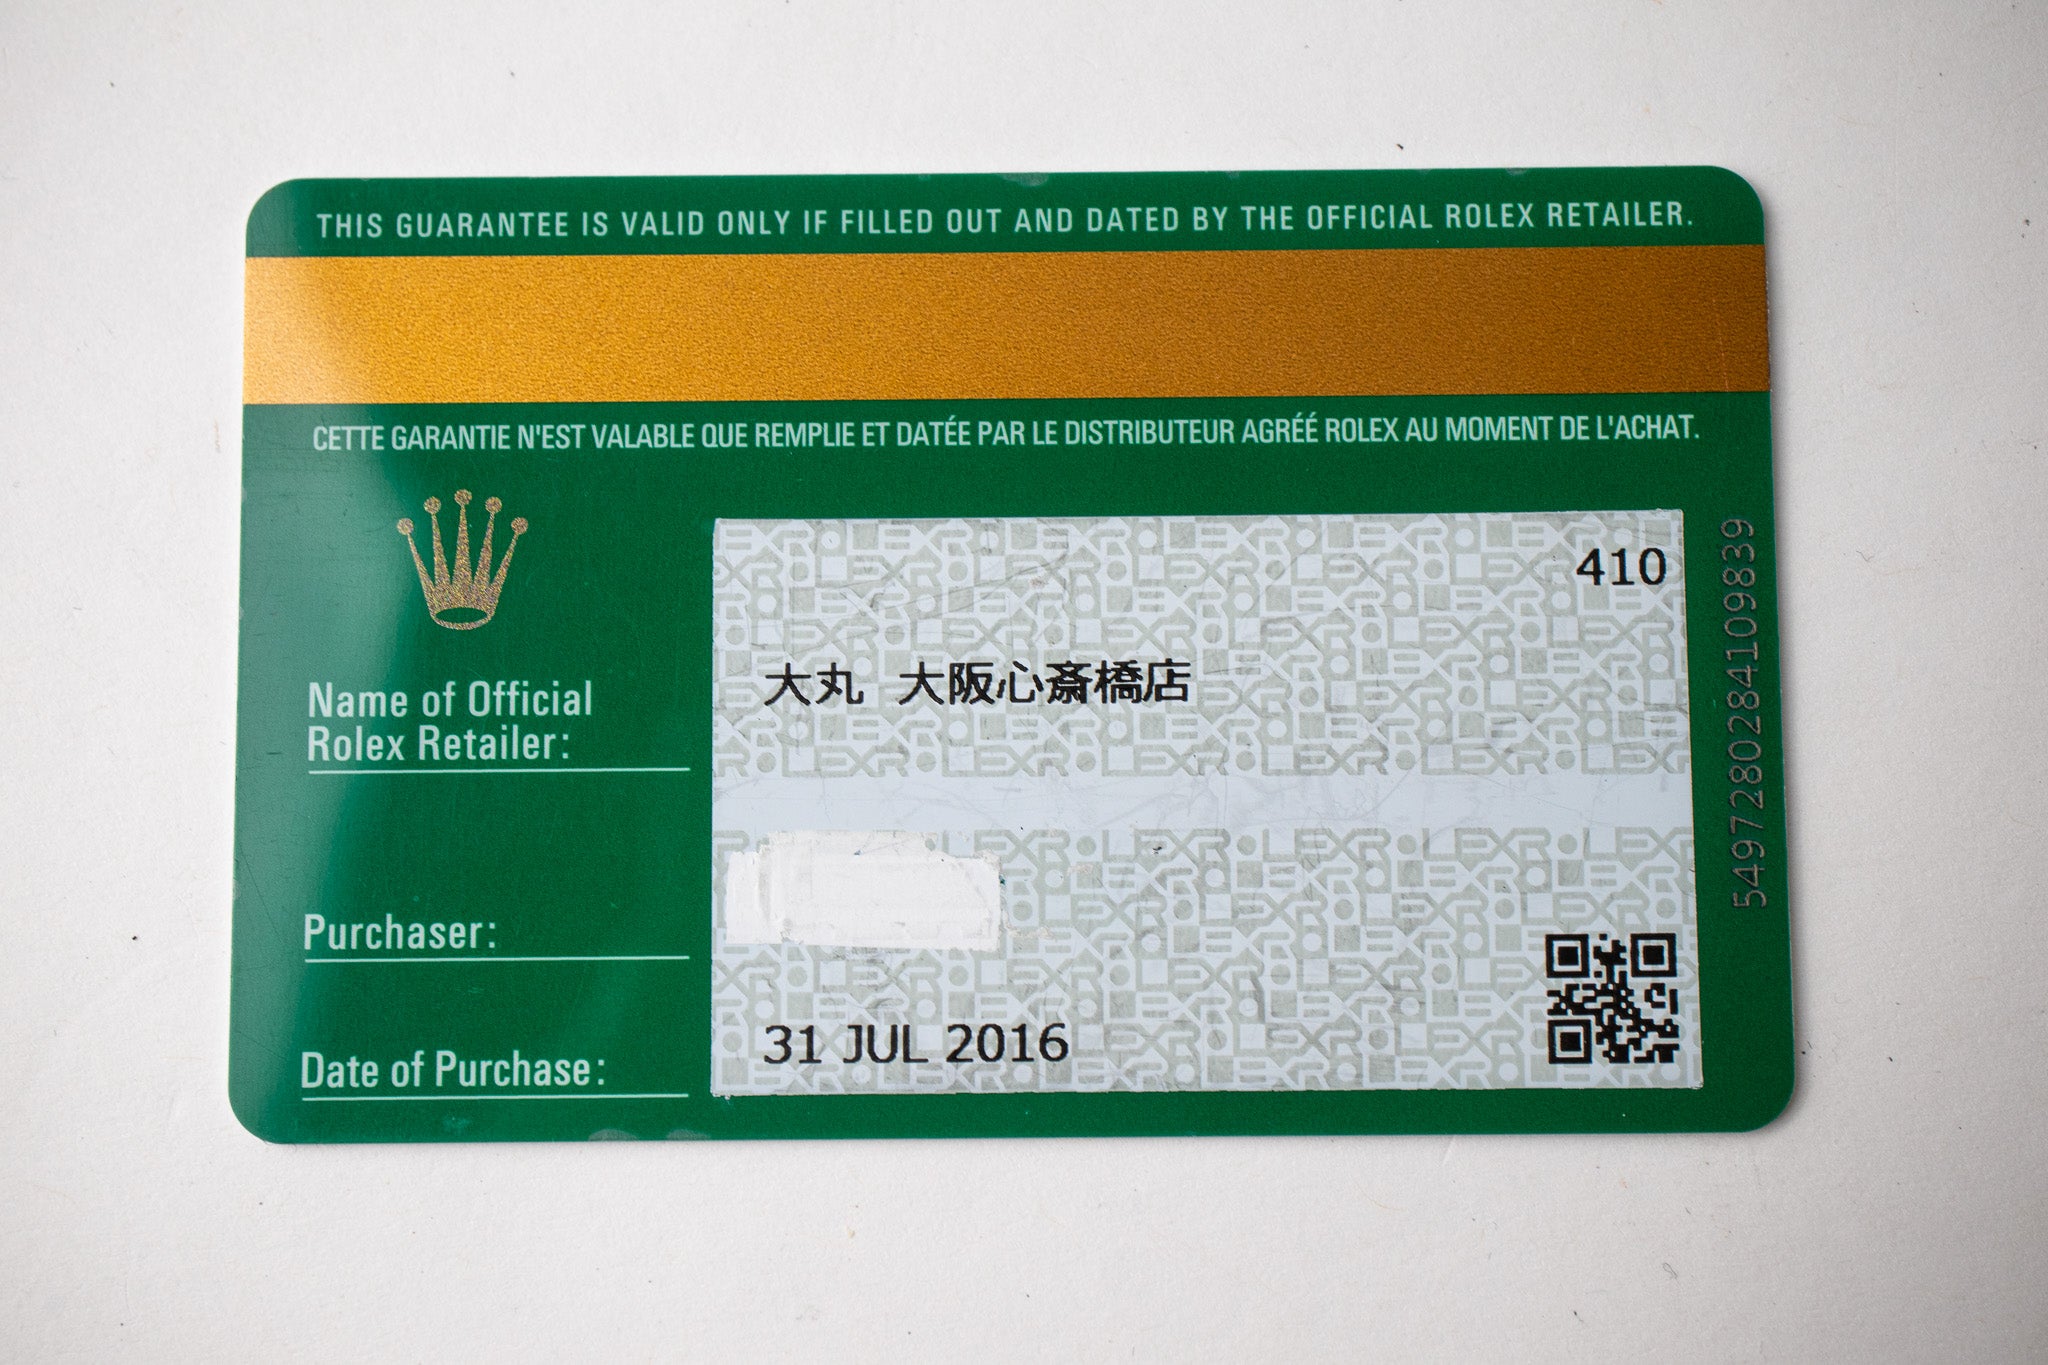 THIS GUARANTEE IS VALID ONLY IF FILLED OUT AND DATED BY THE OFFICIAL ROLEX RETAILER.
CETTE GARANTIE N'EST VALABLE QUE REMPLIE ET DATÉE PAR LE DISTRIBUTEUR AGRÉÉ ROLEX AU MOMENT DE L'ACHAT.
410
Name of Official
Rolex Retailer:
大丸 大阪心斎橋店
Purchaser:
Date of Purchase:
31 JUL 2016
5497280284109839